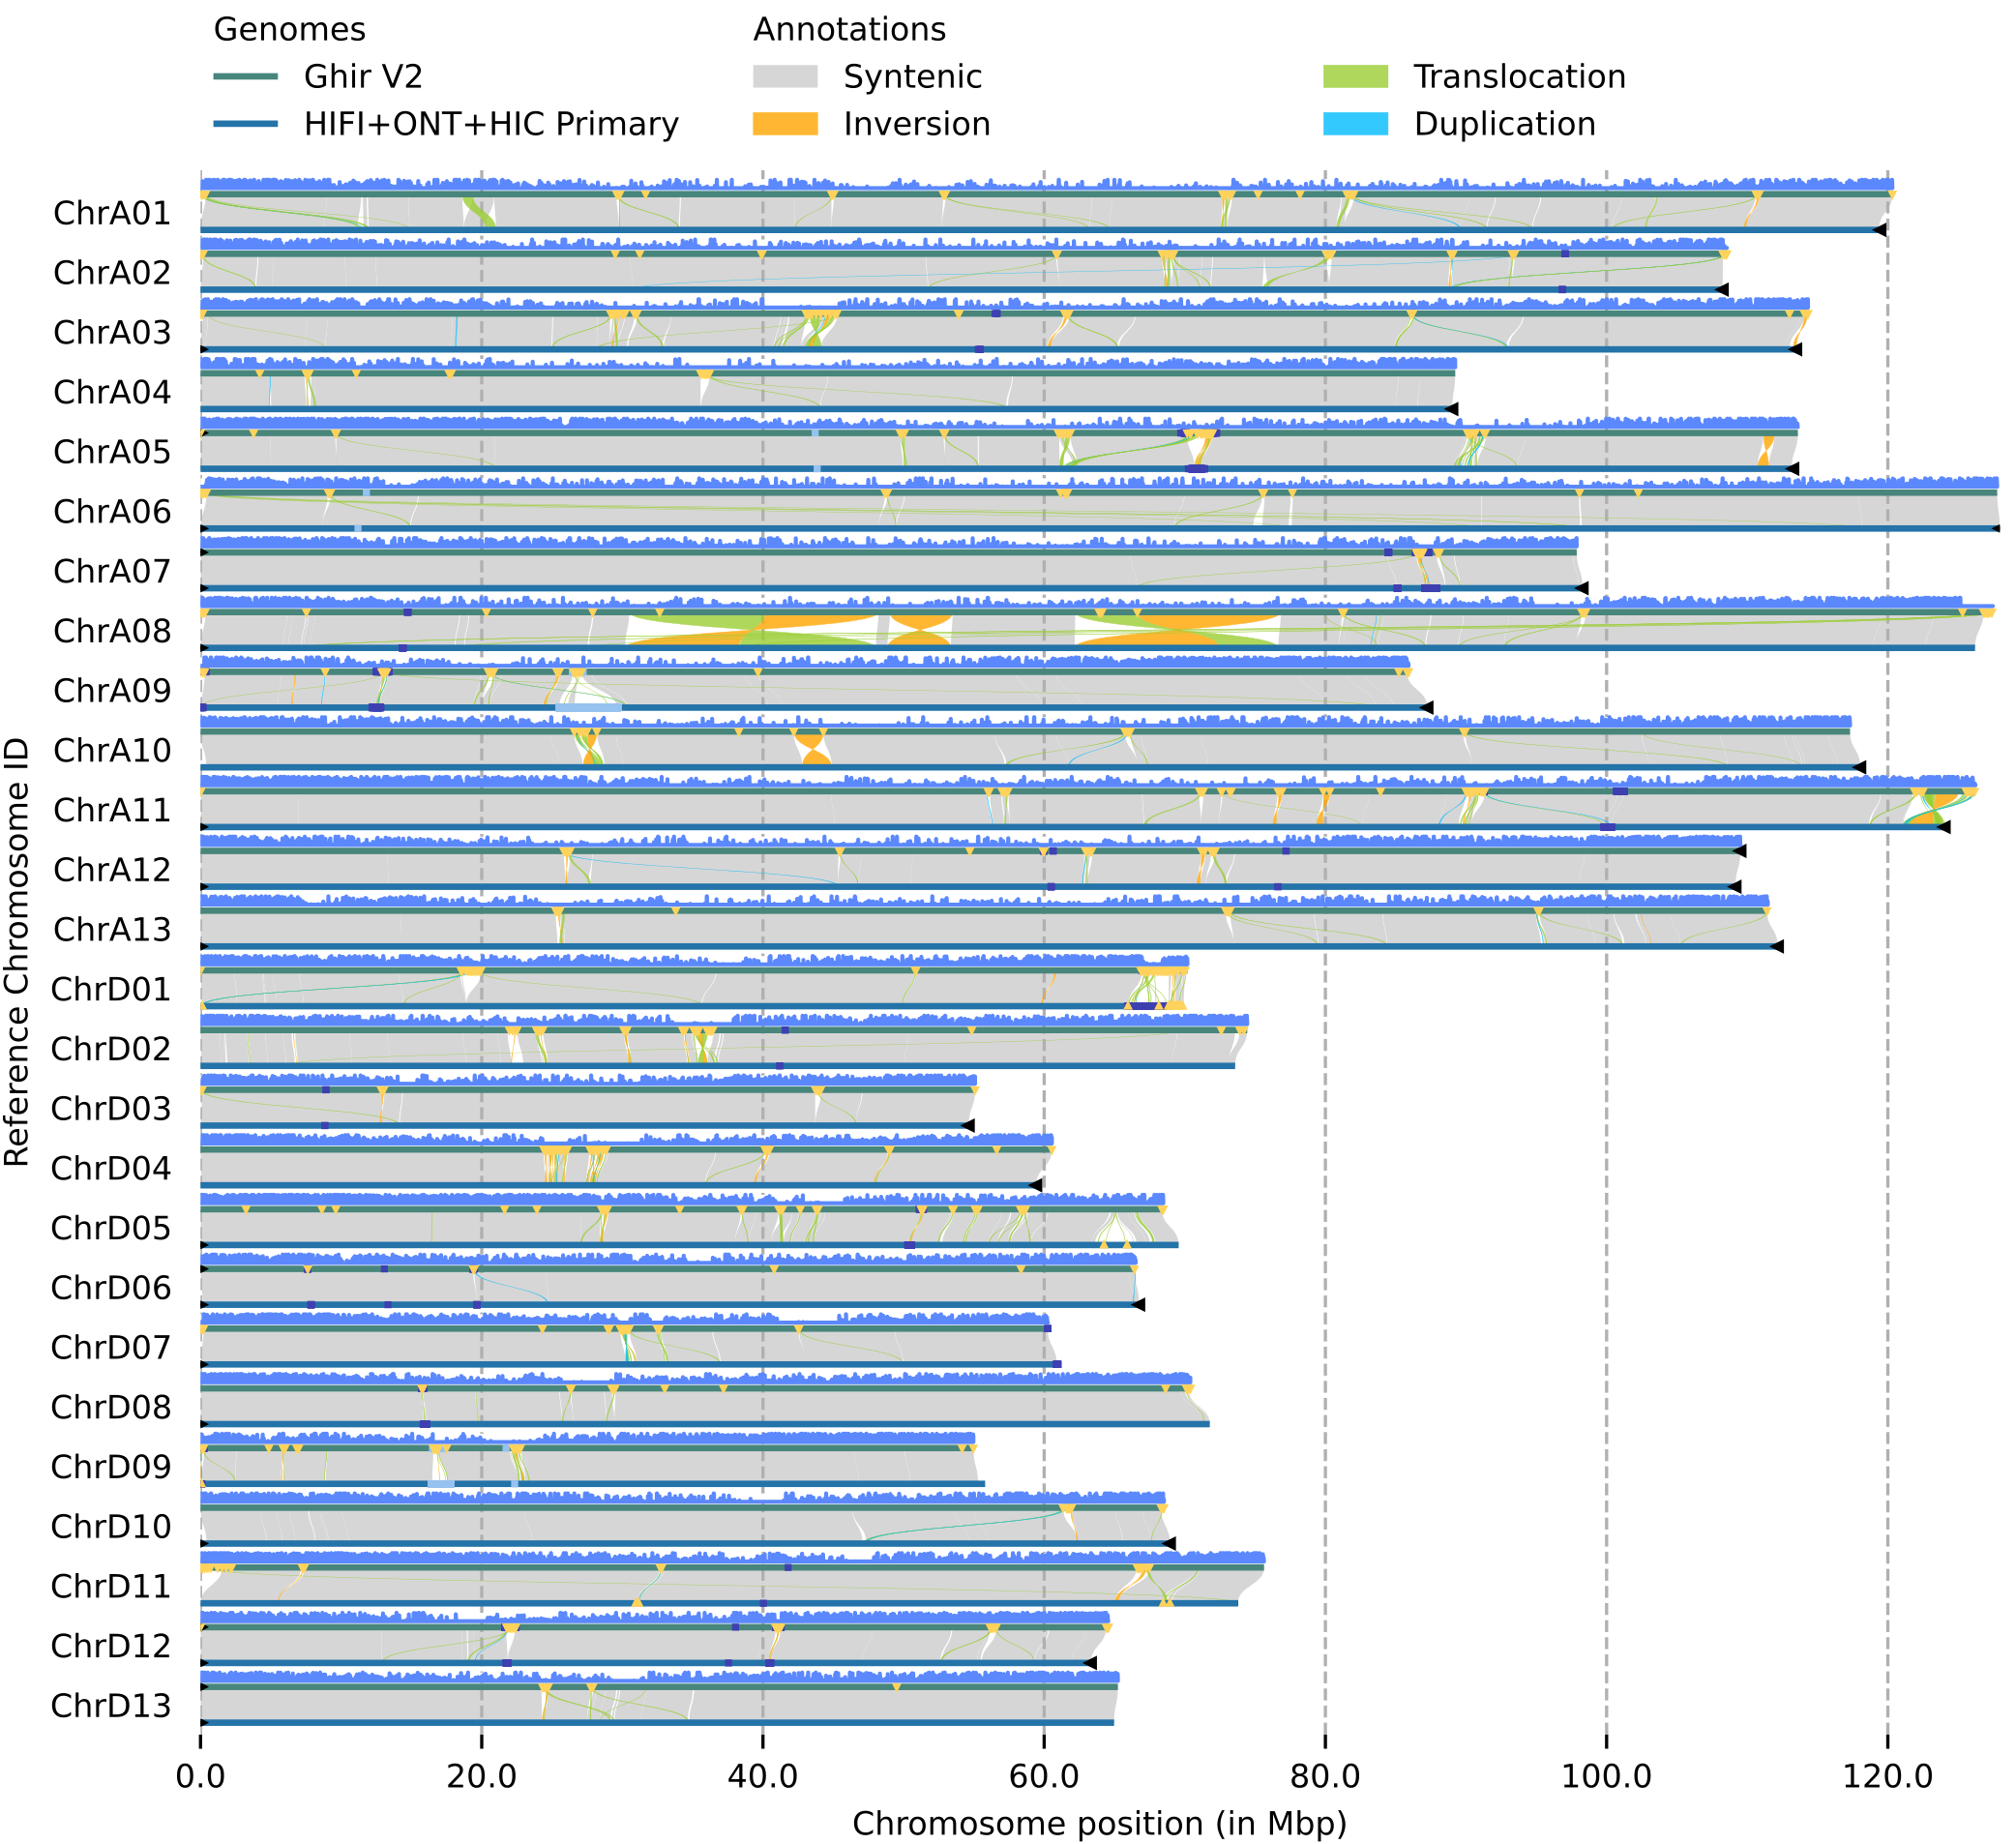 Genomes
Annotations
Ghir V2
Syntenic
Translocation
HIFI+ONT+HIC Primary
Inversion
Duplication
Reference Chromosome ID
ChrA01
ChrA02
ChrA03
ChrA04
ChrA05
ChrA06
ChrA07
ChrA08
ChrA09
ChrA10
ChrA11
ChrA12
ChrA13
ChrD01
ChrD02
ChrD03
ChrD04
ChrD05
ChrD06
ChrD07
ChrD08
ChrD09
ChrD10
ChrD11
ChrD12
ChrD13
0.0 20.0 40.0 60.0 80.0 100.0 120.0
Chromosome position (in Mbp)